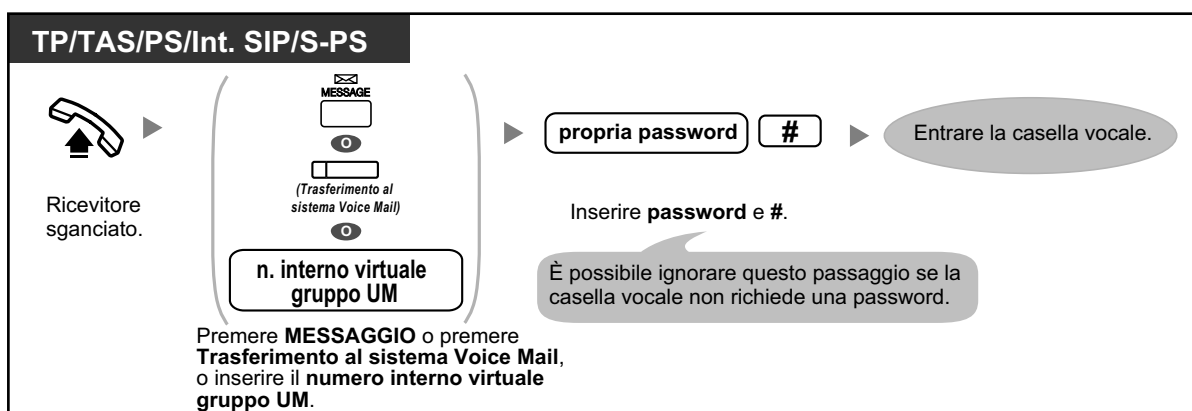 TP/TAS/PS/Int. SIP/S-PS
Ricevitore
sganciato.
MESSAGE
O
(Trasferimento al
sistema Voice Mail)
O
n. interno virtuale
gruppo UM
Premere MESSAGGIO o premere
Trasferimento al sistema Voice Mail,
o inserire il numero interno virtuale
gruppo UM.
propria password #
Inserire password e #.
È possibile ignorare questo passaggio se la
casella vocale non richiede una password.
Entrare la casella vocale.